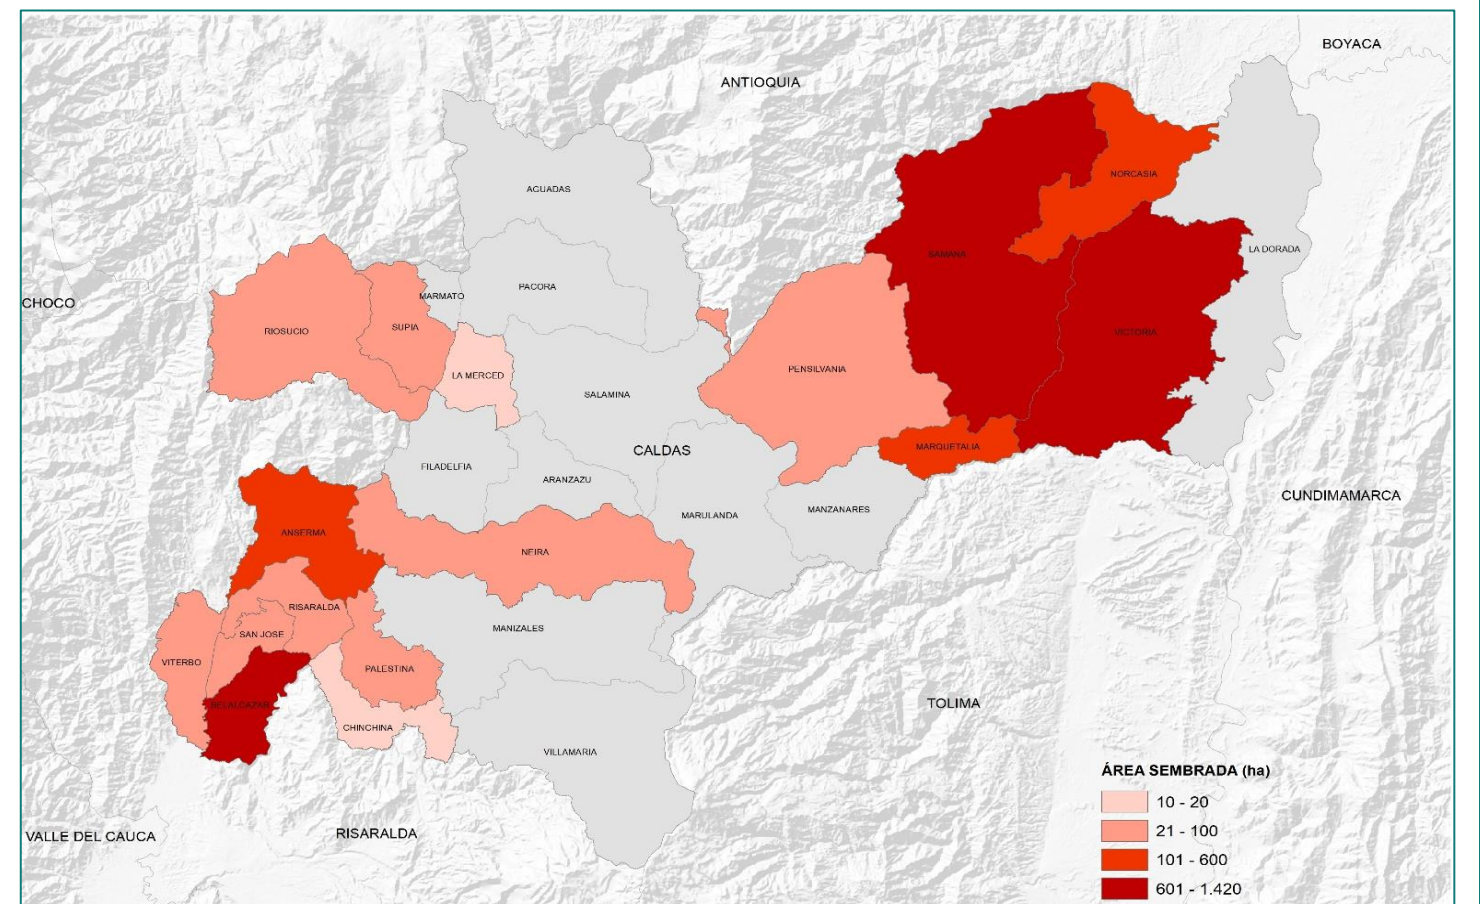 BOYACA
ANTIOQUIA
NORCASIA
AGUADAS
LA DORADA
SAMANA
PACORA
MARMATO
CHOCO
SUPIA
RIOSUCIO
VICTORIA
PENSILVANIA
LA MERCED
SALAMINA
MARQUETALIA
CALDAS
FILADELFIA
ARANZAZU
CUNDIMAMARCA
MANZANARES
MARULANDA
ANSERMA
NEIRA
RISARALDA
MANIZALES
SAN JOSE
VITERBO
PALESTINA
BELALCAZAR
TOLIMA
CHINCHINA
VILLAMARIA
ÁREA SEMBRADA (ha)
10 - 20
21 - 100
101 - 600
601 - 1.420
RISARALDA
VALLE DEL CAUCA